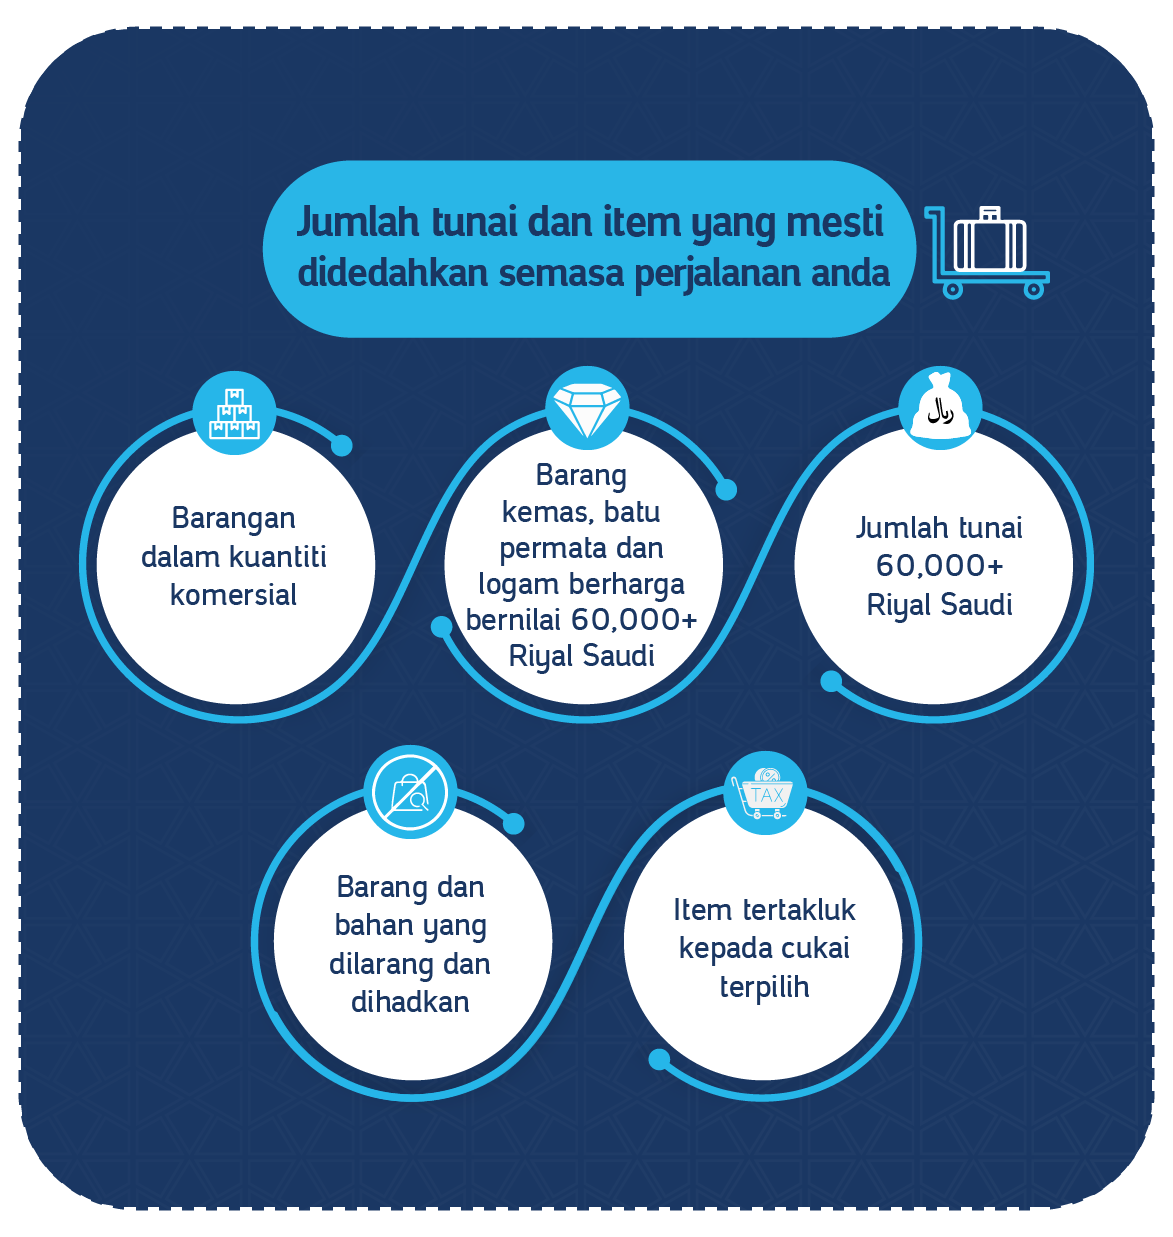 Jumlah tunai dan item yang mesti
didedahkan semasa perjalanan anda
Barangan
dalam kuantiti
komersial
Barang
kemas, batu
permata dan
logam berharga
bernilai 60,000+
Riyal Saudi
ريال
Jumlah tunai
60,000+
Riyal Saudi
Barang dan
bahan yang
dilarang dan
dihadkan
%
TAX
Item tertakluk
kepada cukai
terpilih